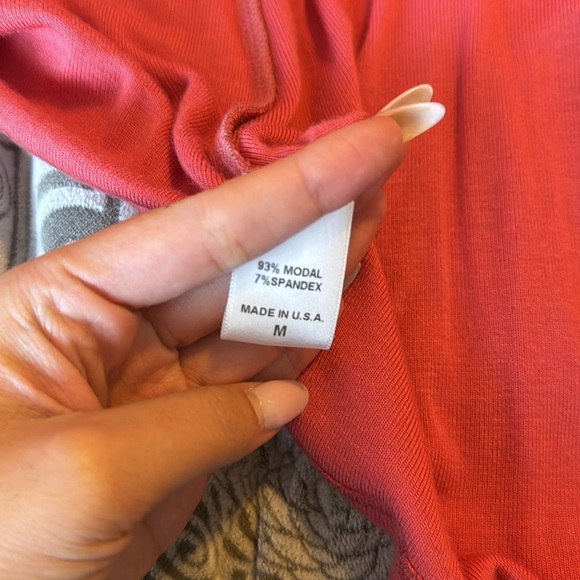 93% MODAL
7%SPANDEX
MADE IN U.S.A.
M